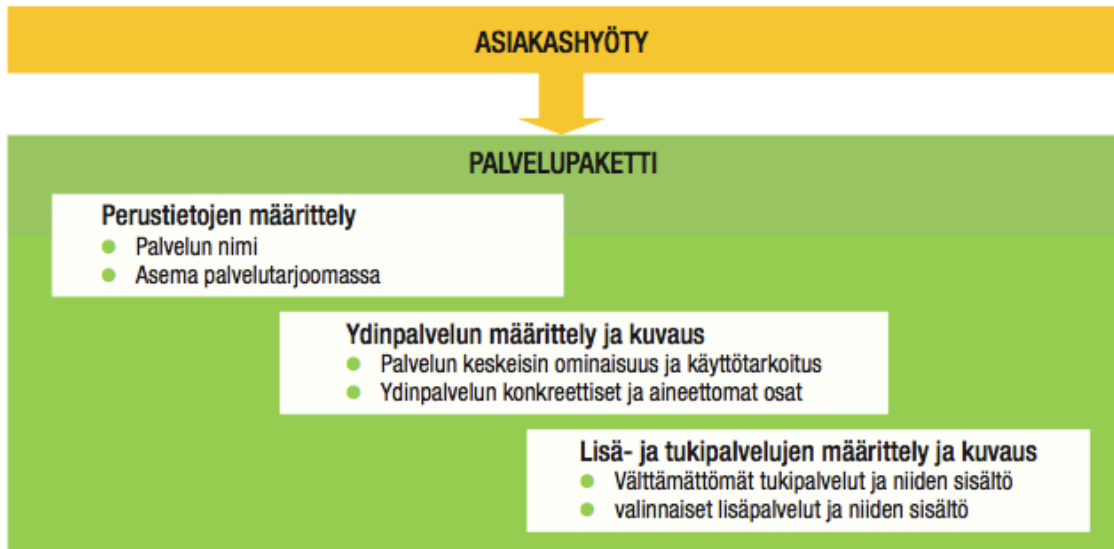 ASIAKASHYÖTY
PALVELUPAKETTI
Perustietojen määrittely
Palvelun nimi
Asema palvelutarjoomassa
Ydinpalvelun määrittely ja kuvaus
Palvelun keskeisin ominaisuus ja käyttötarkoitus
Ydinpalvelun konkreettiset ja aineettomat osat
Lisä- ja tukipalvelujen määrittely ja kuvaus
Välttämättömät tukipalvelut ja niiden sisältö
valinnaiset lisäpalvelut ja niiden sisältö